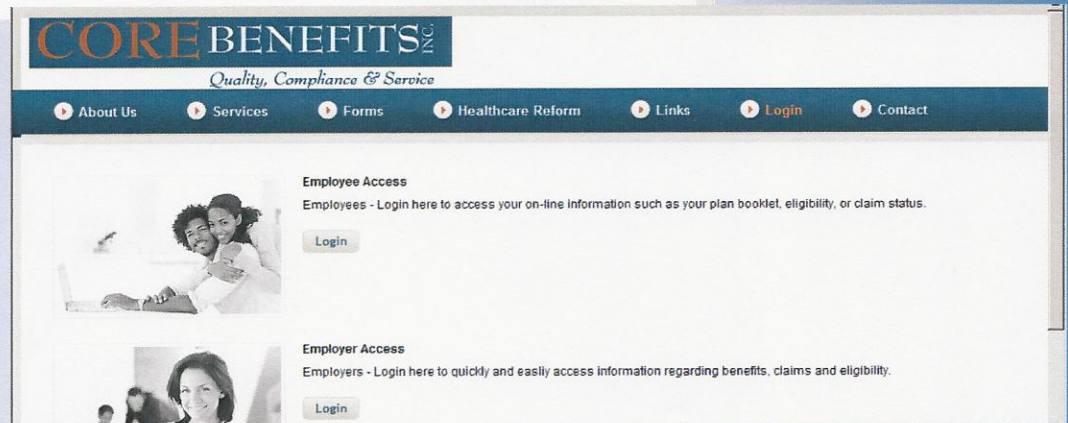 CORE BENEFITS INC.
Quality, Compliance & Service
About Us Services Forms Healthcare Reform Links Login Contact
Employee Access
Employees - Login here to access your on-line information such as your plan booklet, eligibility, or claim status.
Login
Employer Access
Employers - Login here to quickly and easliy access information regarding benefits, claims and eligibility.
Login